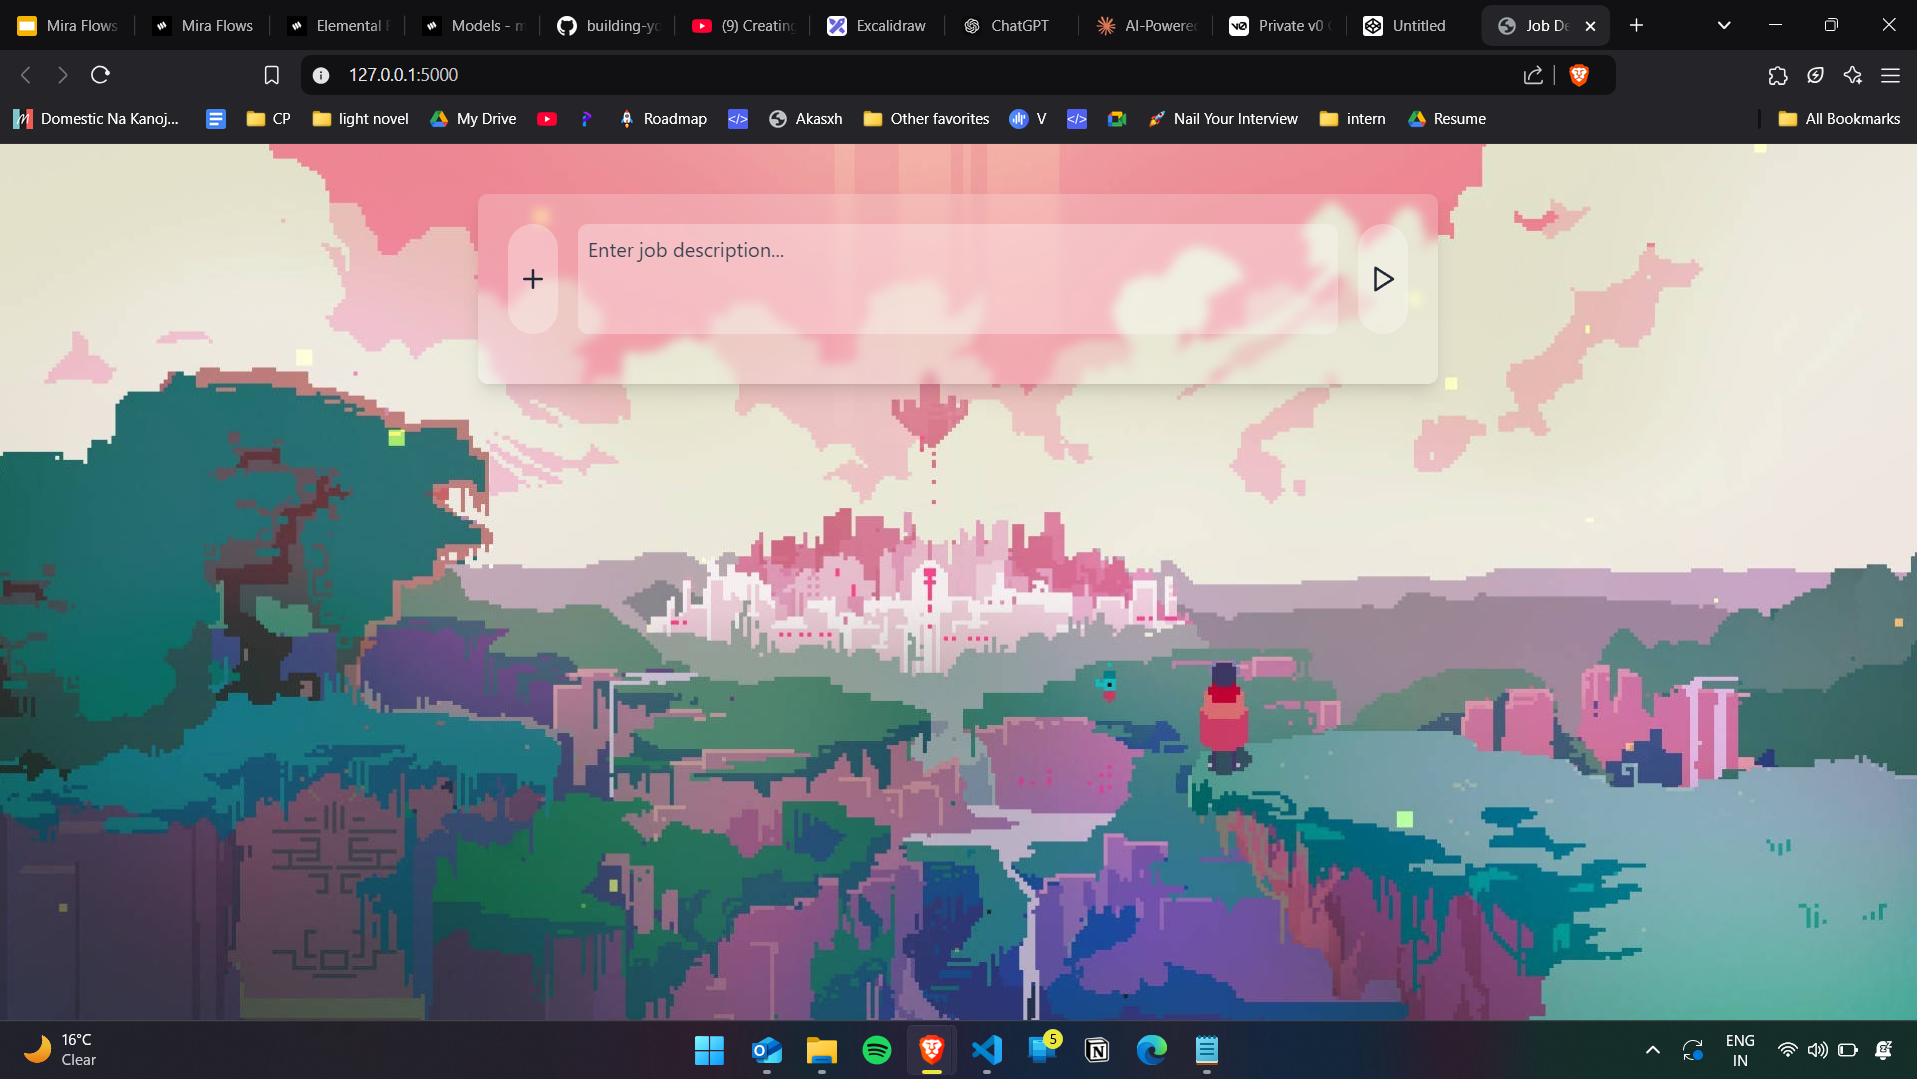 Mira Flows
Mira Flows
Elemental
Models - m
building-yo
(9) Creating
Excalidraw
ChatGPT
AI-Powere
Private v0
Untitled
Job De
127.0.0.1:5000
Domestic Na Kanoj...
CP
light novel
My Drive
Roadmap
Akasxh
Other favorites
V
Nail Your Interview
intern
Resume
All Bookmarks
Enter job description...
16°C
Clear
5
ENG
IN